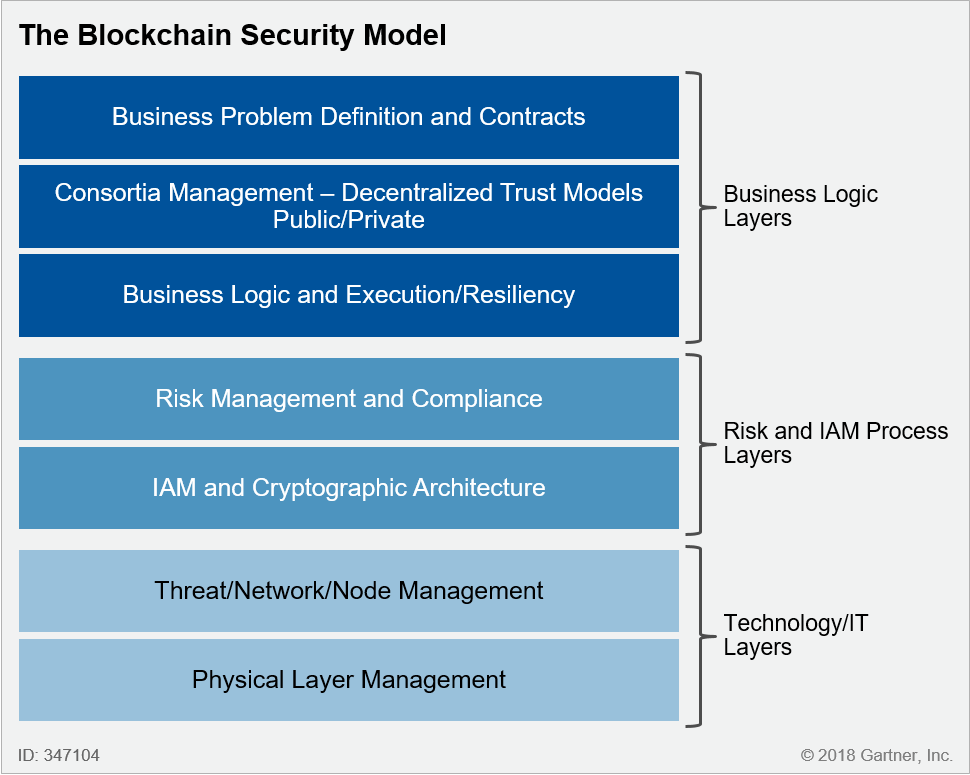 The Blockchain Security Model
Business Problem Definition and Contracts
Consortia Management – Decentralized Trust Models
Public/Private
Business Logic and Execution/Resiliency
Business Logic
Layers
Risk Management and Compliance
IAM and Cryptographic Architecture
Risk and IAM Process
Layers
Threat/Network/Node Management
Physical Layer Management
Technology/IT
Layers
ID: 347104
© 2018 Gartner, Inc.